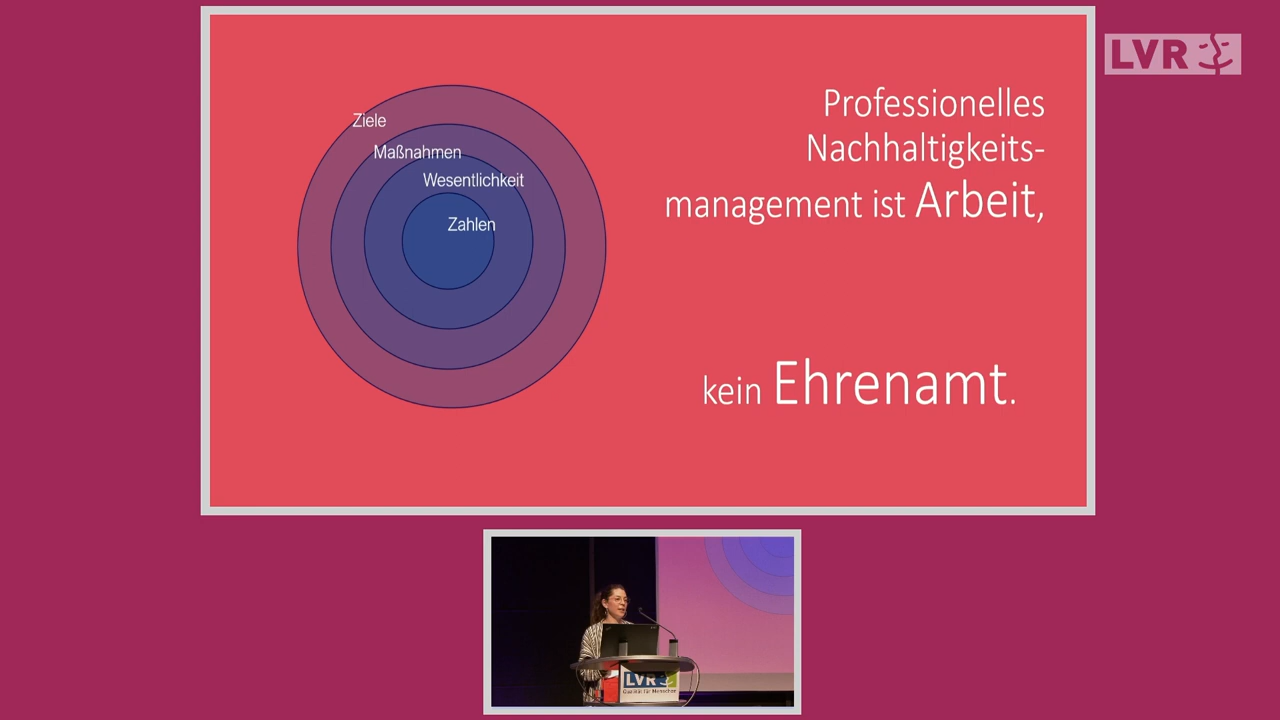 LVR
Ziele
Maßnahmen
Wesentlichkeit
Zahlen
Professionelles
Nachhaltigkeits-
management ist Arbeit,
kein Ehrenamt.
LVR
Qualität für Menschen